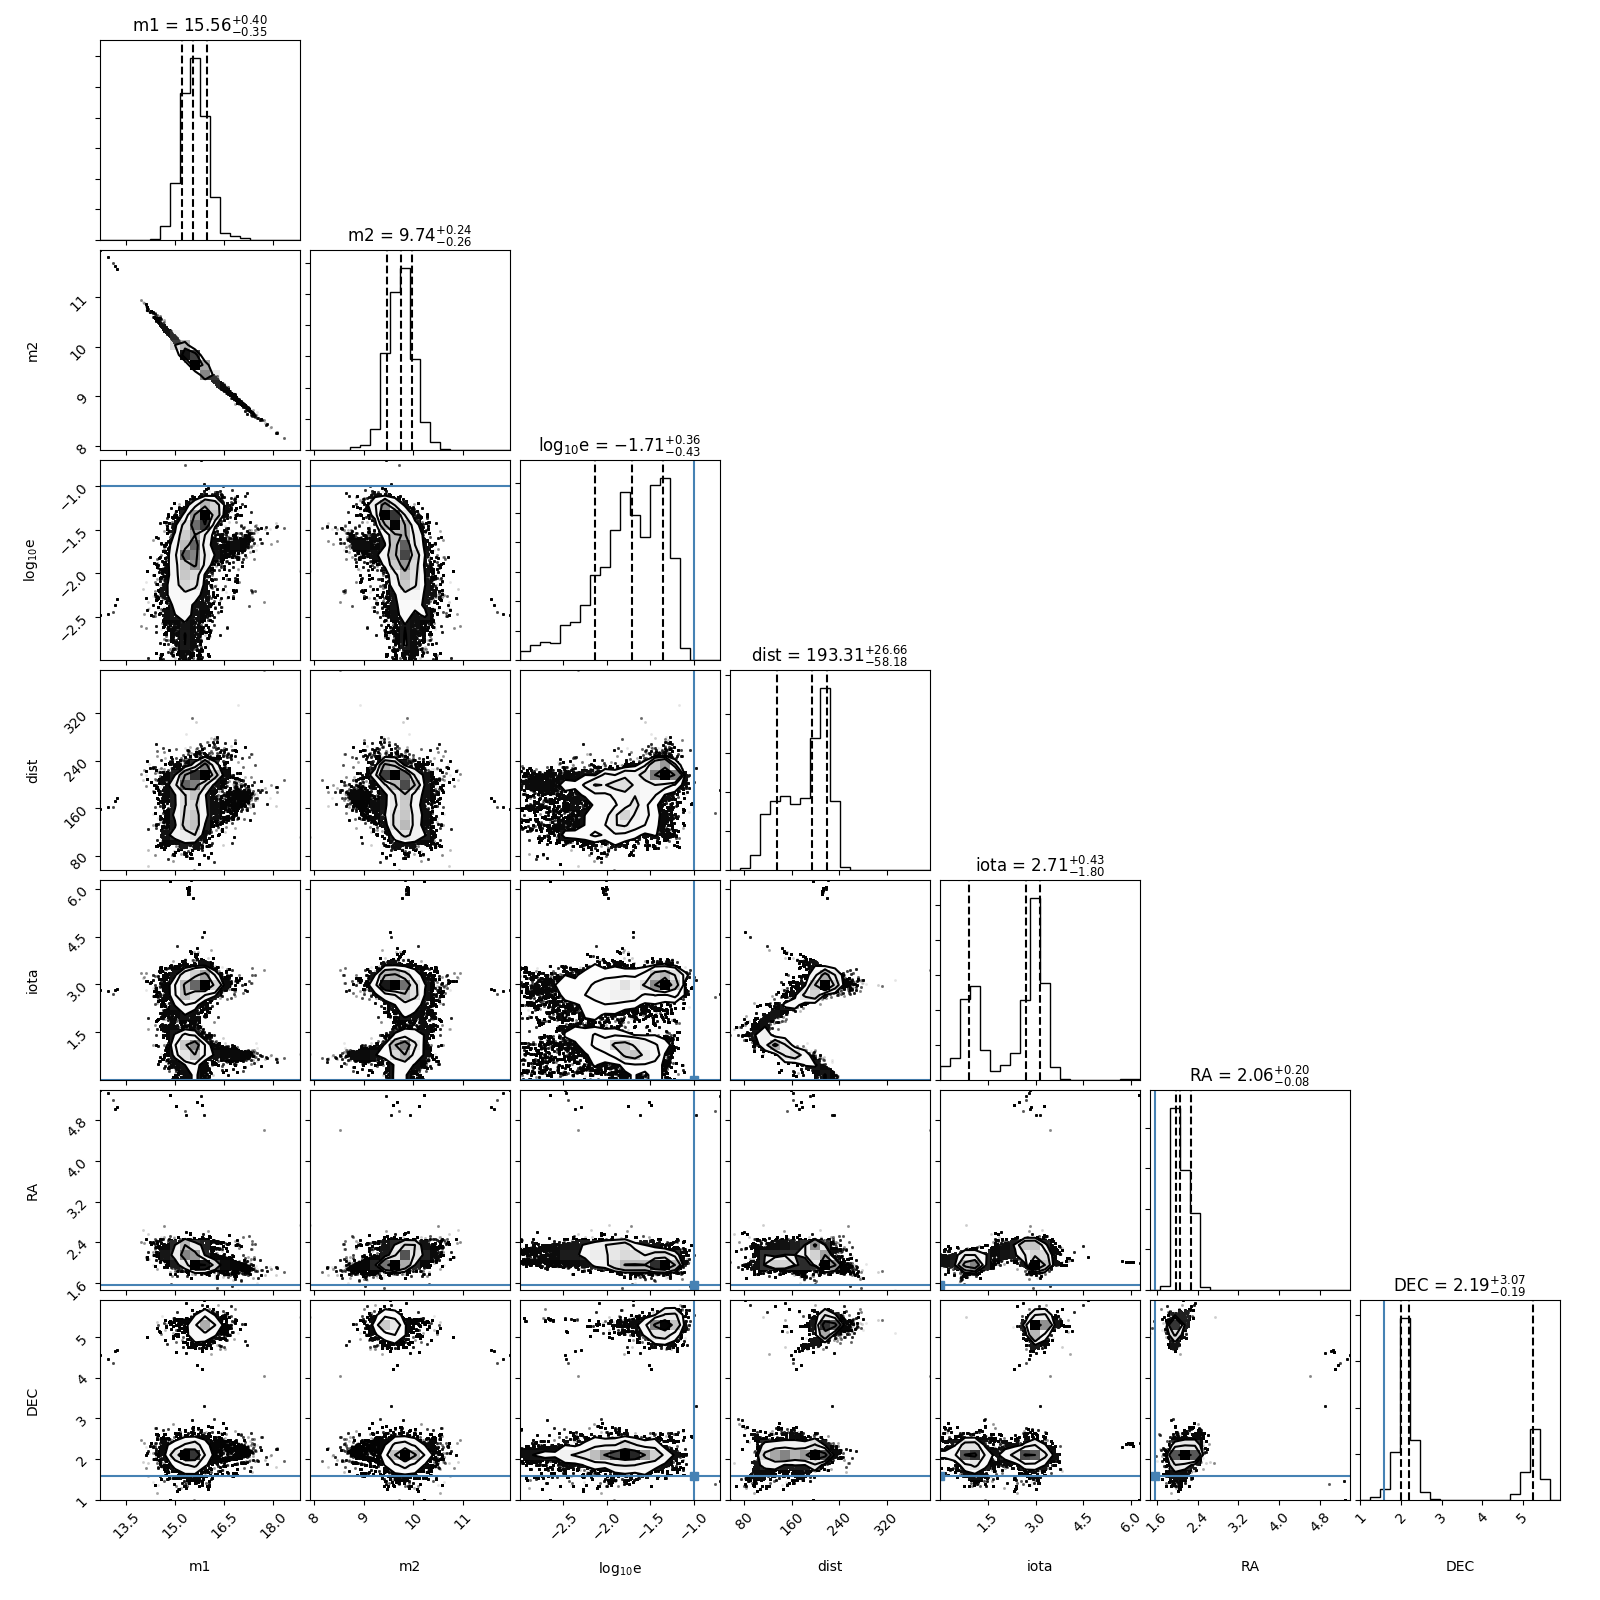 m1 = 15.56+0.40−0.35
m2 = 9.74+0.24−0.26
11
10
9
8
m2
log10e = −1.71+0.36−0.43
−1.0
−1.5
−2.0
−2.5
log10e
dist = 193.31+26.66−58.18
320
240
160
80
dist
iota = 2.71+0.43−1.80
6.0
4.5
3.0
1.5
iota
RA = 2.06+0.20−0.08
4.8
4.0
3.2
2.4
1.6
RA
DEC = 2.19+3.07−0.19
5
4
3
2
1
DEC
13.5 15.0 16.5 18.0 8 9 10 11 −2.5 −2.0 −1.5 −1.0 80 160 240 320 1.5 3.0 4.5 6.0 1.6 2.4 3.2 4.0 4.8 1 2 3 4 5
m1 m2 log10e dist iota RA DEC